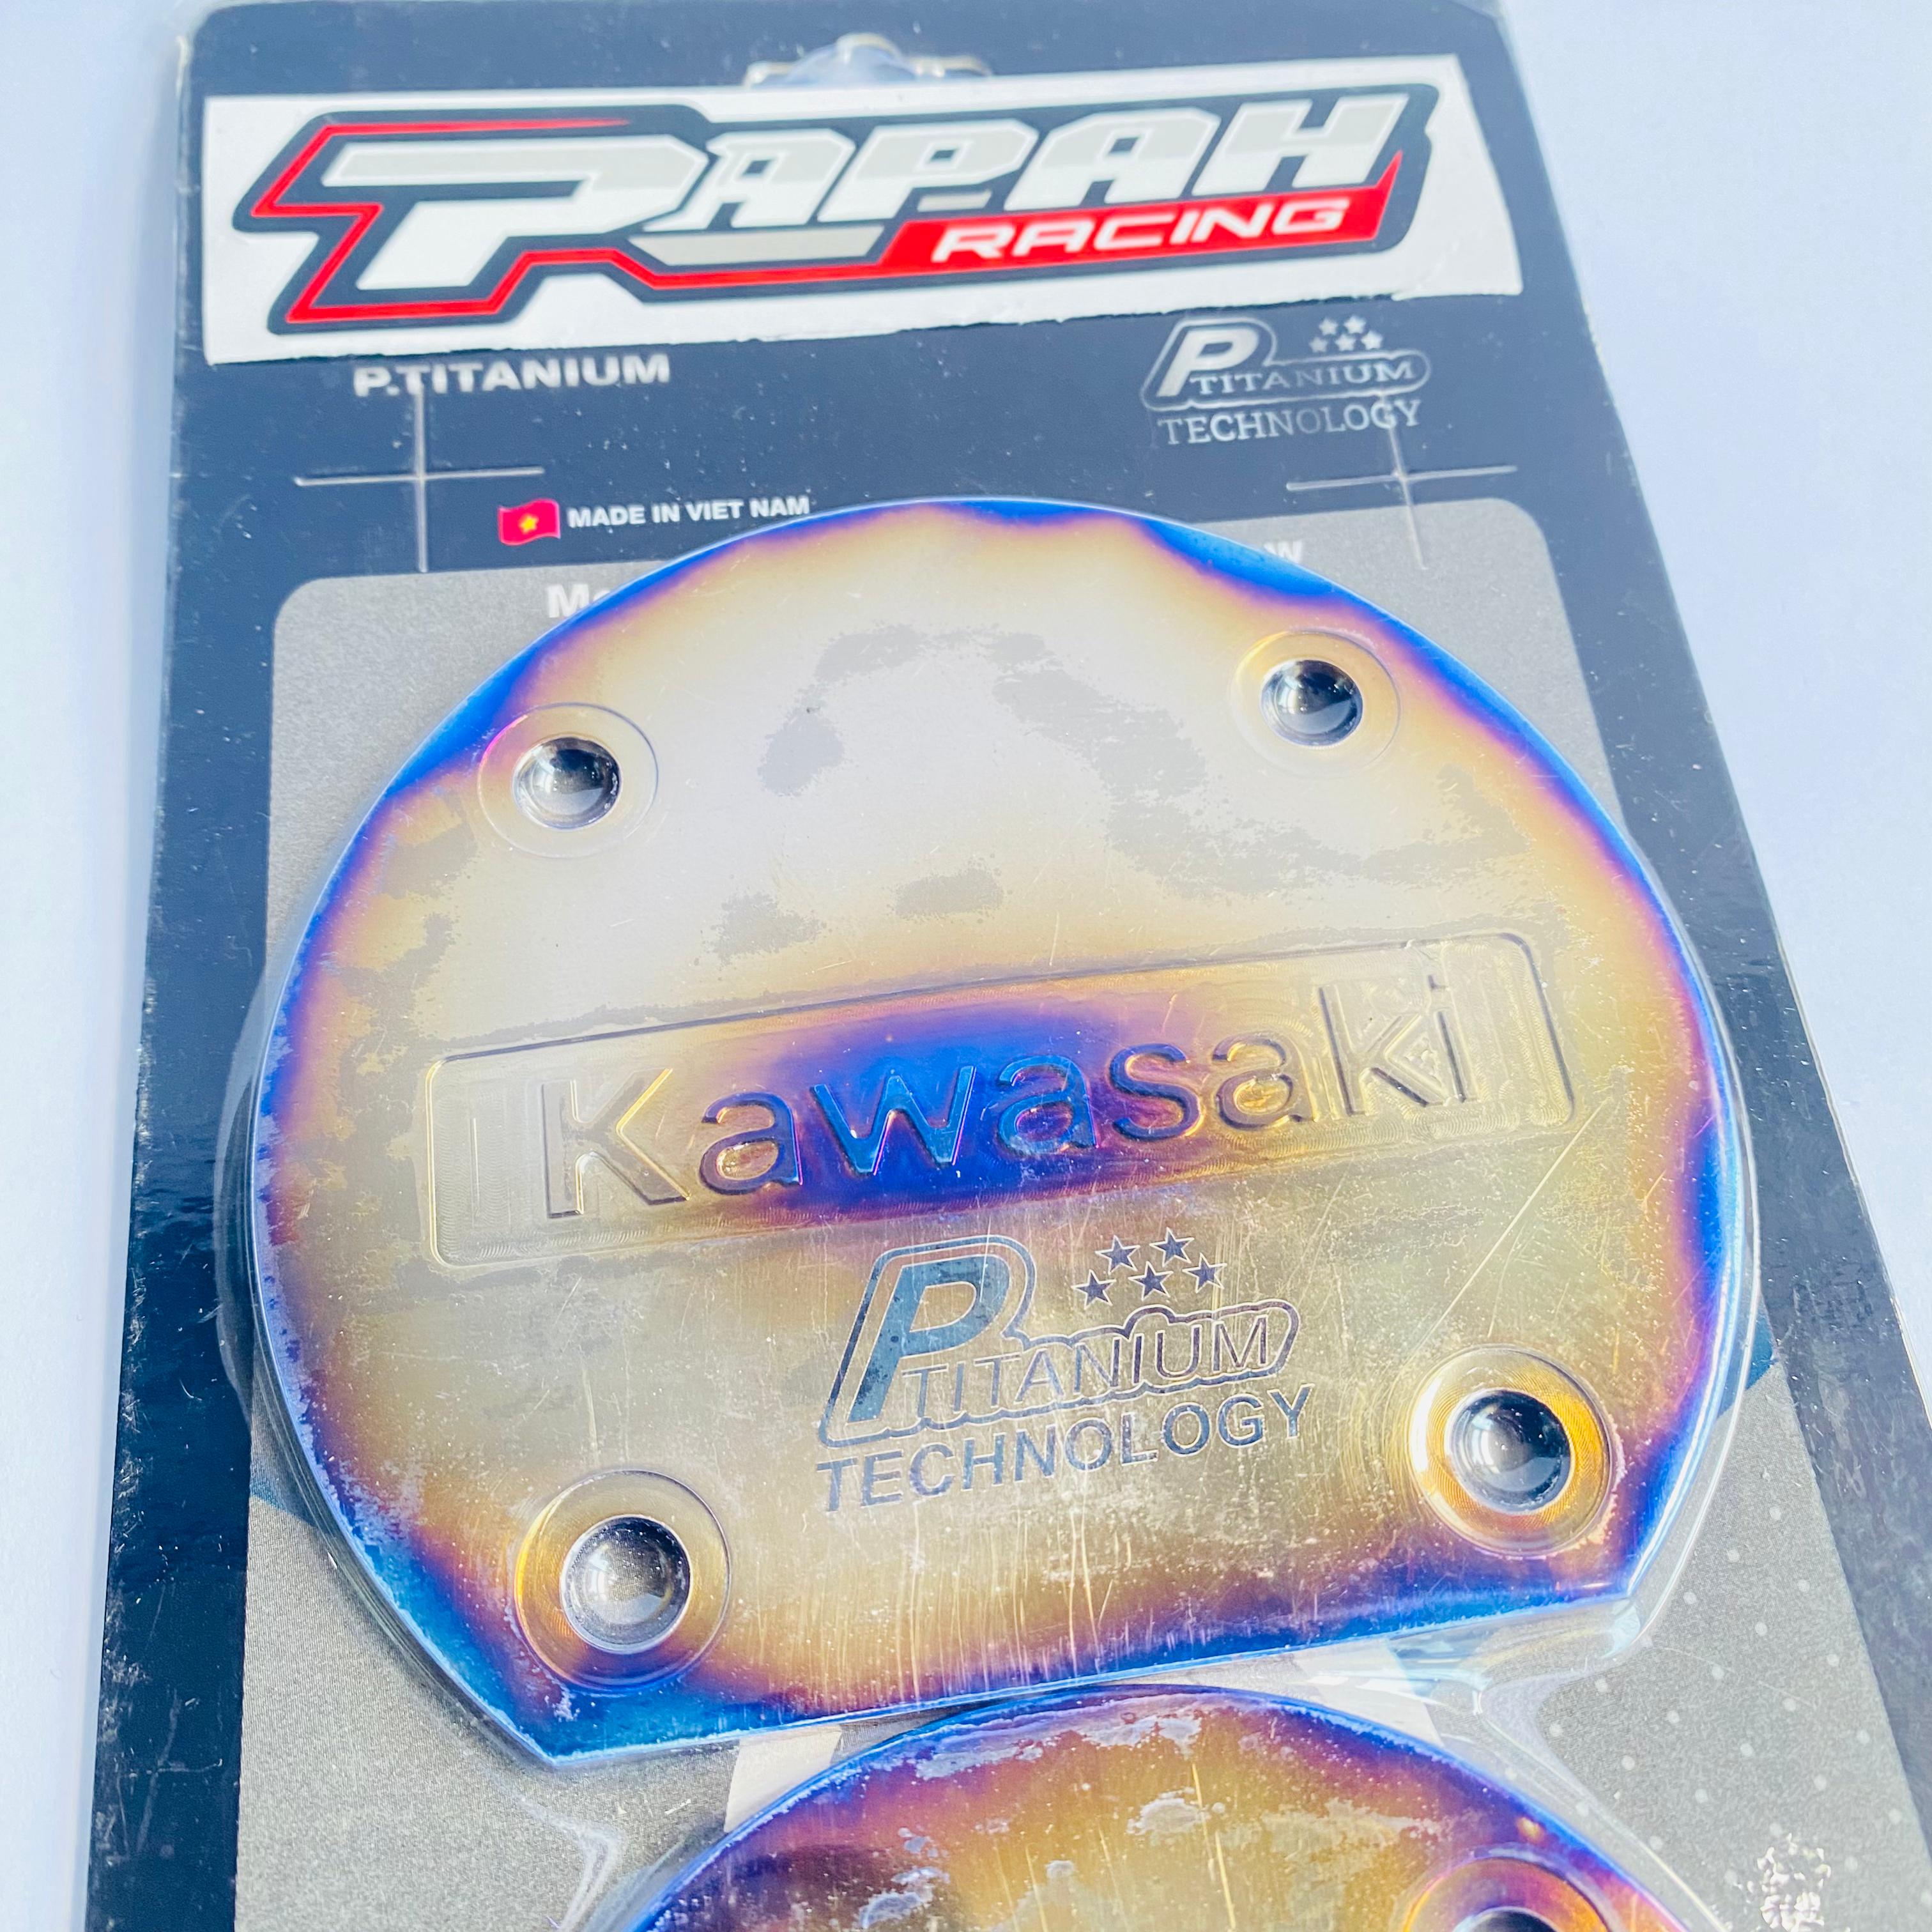 PAPAH
RACING
P.TITANIUM
P
TITANIUM
TECHNOLOGY
MADE IN VIET NAM
Kawasaki
P
TITANIUM
TECHNOLOGY